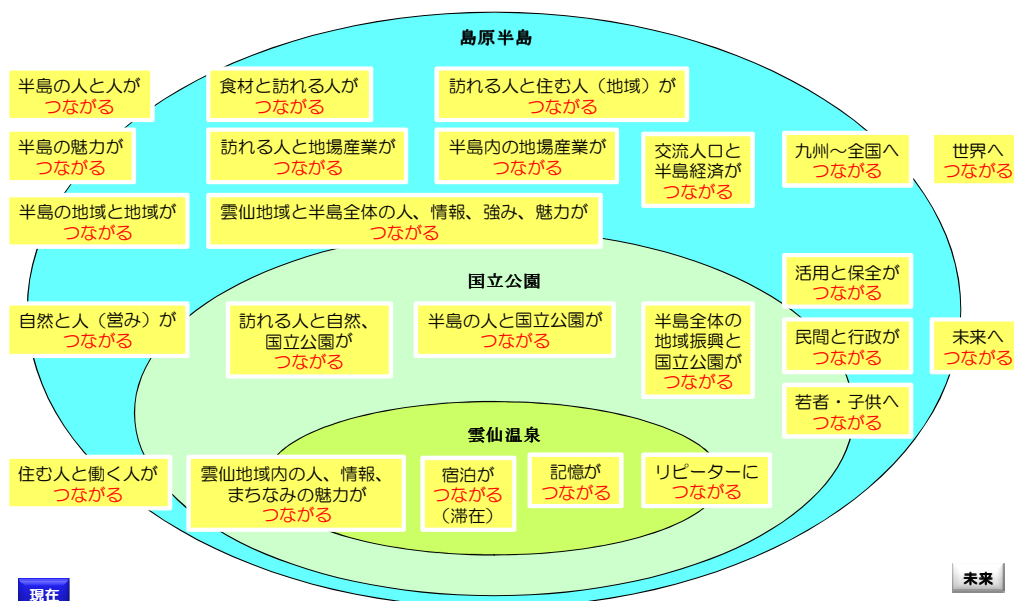 島原半島
半島の人と人が
つながる
食材と訪れる人が
つながる
訪れる人と住む人（地域）が
つながる
半島の魅力が
つながる
訪れる人と地場産業が
つながる
半島内の地場産業が
つながる
交流人口と
半島経済が
つながる
九州～全国へ
つながる
世界へ
つながる
半島の地域と地域が
つながる
雲仙地域と半島全体の人、情報、強み、魅力が
つながる
国立公園
活用と保全が
つながる
自然と人（営み）が
つながる
訪れる人と自然、
国立公園が
つながる
半島の人と国立公園が
つながる
半島全体の
地域振興と
国立公園が
つながる
民間と行政が
つながる
未来へ
つながる
若者・子供へ
つながる
雲仙温泉
住む人と働く人が
つながる
雲仙地域内の人、情報、
まちなみの魅力が
つながる
宿泊が
つながる
（滞在）
記憶が
つながる
リピーターに
つながる
現在
未来